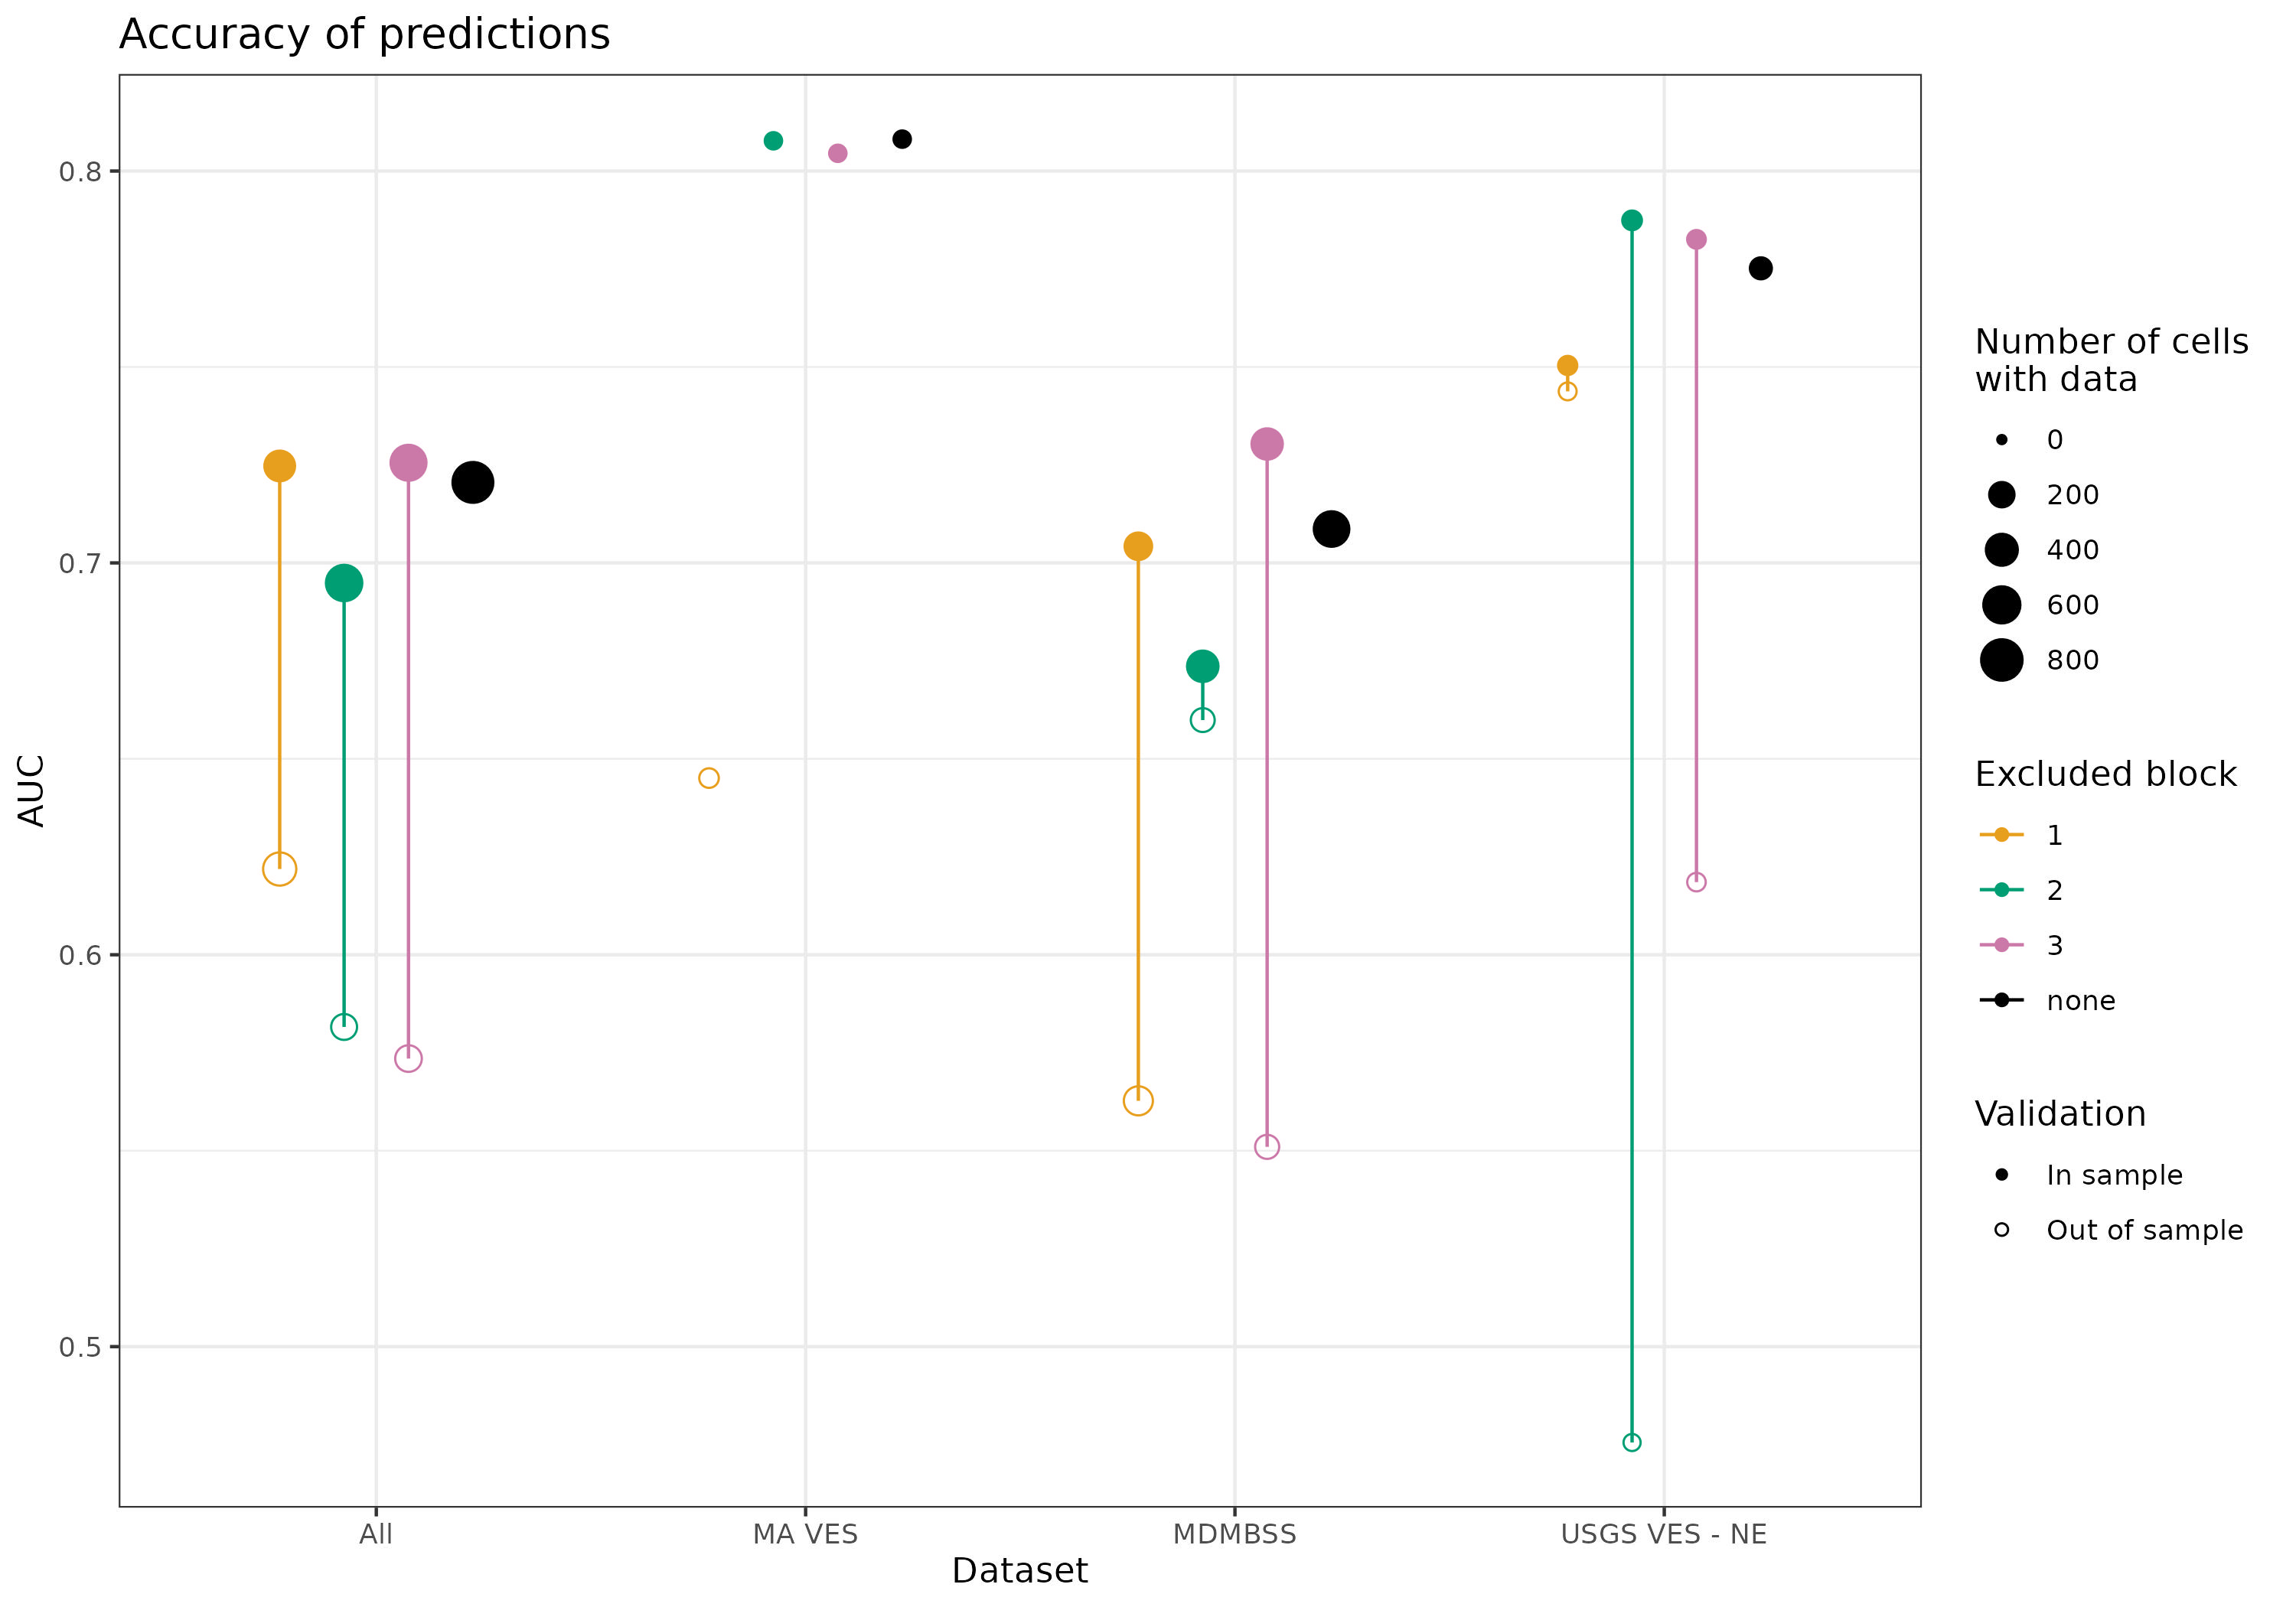 Accuracy of predictions
0.8
0.7
0.6
0.5
AUC
All
MA VES
MDMBSS
USGS VES - NE
Dataset
Number of cells
with data
0
200
400
600
800
Excluded block
1
2
3
none
Validation
In sample
Out of sample